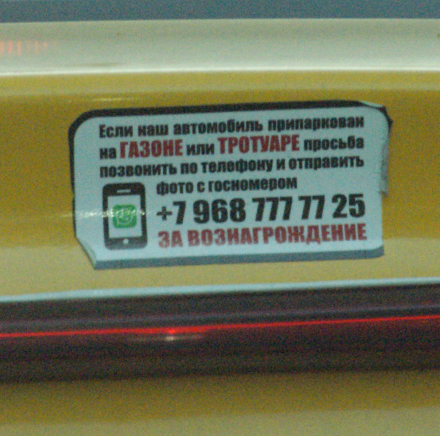 Если наш автомобиль припаркован
на ГАЗОНЕ или ТРОТУАРЕ просьба
позвонить по телефону и отправить
фото с госномером
+7 968 777 77 25
ЗА ВОЗНАГРОЖДЕНИЕ